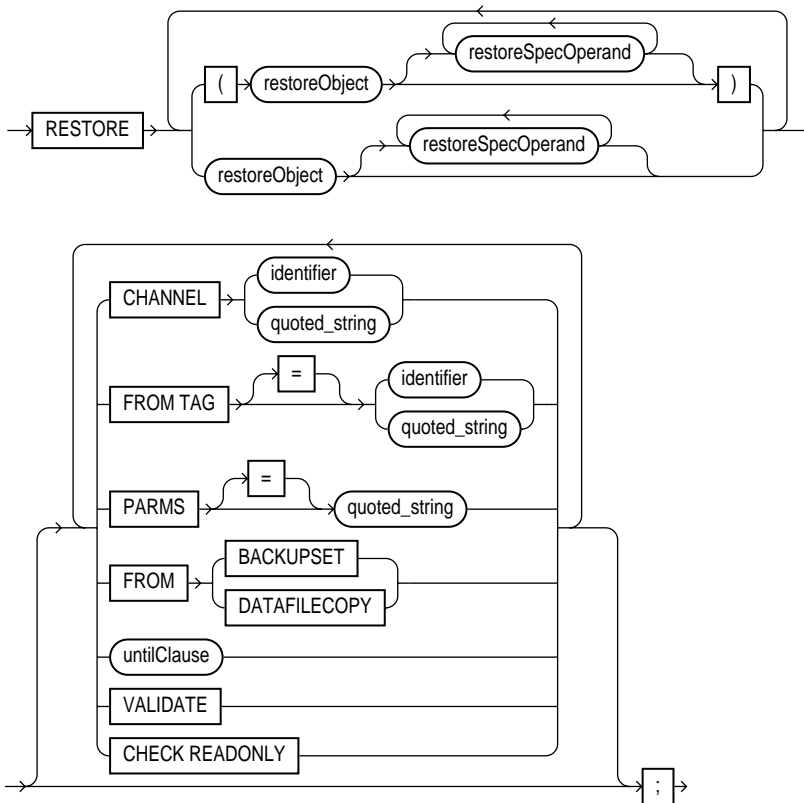 restoreSpecOperand
( restoreObject )
RESTORE
restoreSpecOperand
restoreObject
identifier
CHANNEL
quoted_string
=
identifier
FROM TAG
quoted_string
=
PARMS quoted_string
BACKUPSET
FROM
DATAFILECOPY
untilClause
VALIDATE
CHECK READONLY
;